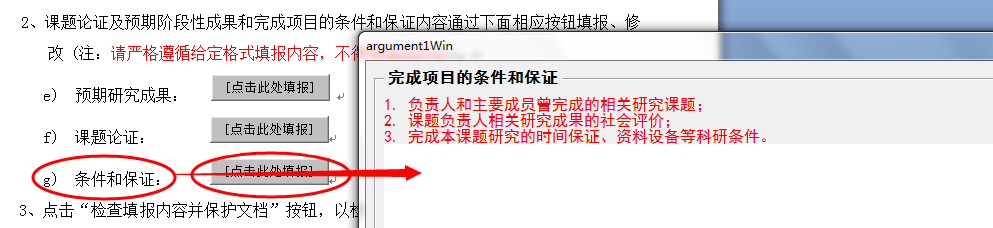 2、课题论证及预期阶段性成果和完成项目的条件和保证内容通过下面相应按钮填报、修
改（注：请严格遵循给定格式填报内容，不得
argument1Win
完成项目的条件和保证
1. 负责人和主要成员曾完成的相关研究课题；
2. 课题负责人相关研究成果的社会评价；
3. 完成本课题研究的时间保证、资料设备等科研条件。
e) 预期研究成果： [点击此处填报]
f) 课题论证： [点击此处填报]
g) 条件和保证： [点击此处填报]
3、点击“检查填报内容并保护文档”按钮，以检